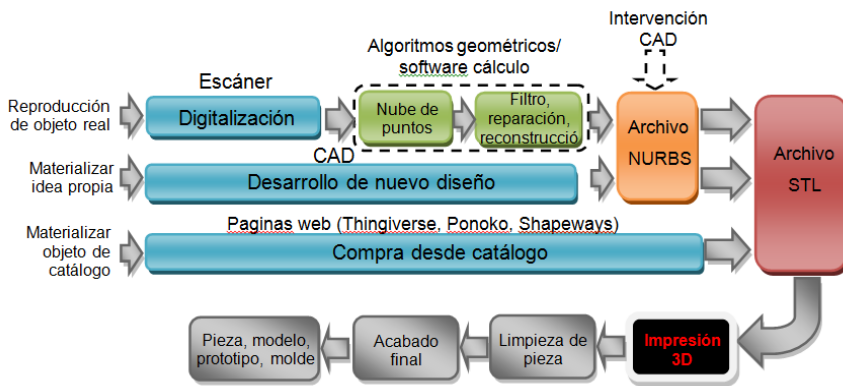 Intervención
CAD
Algoritmos geométricos/
software cálculo
Escáner
Reproducción
de objeto real
Digitalización
Nube de
puntos
Filtro,
reparación,
reconstrucció
Archivo
NURBS
Archivo
STL
Materializar
idea propia
CAD
Desarrollo de nuevo diseño
Materializar
objeto de
catálogo
Paginas web (Thingiverse, Ponoko, Shapeways)
Compra desde catálogo
Pieza, modelo,
prototipo, molde
Acabado
final
Limpieza de
pieza
Impresión
3D